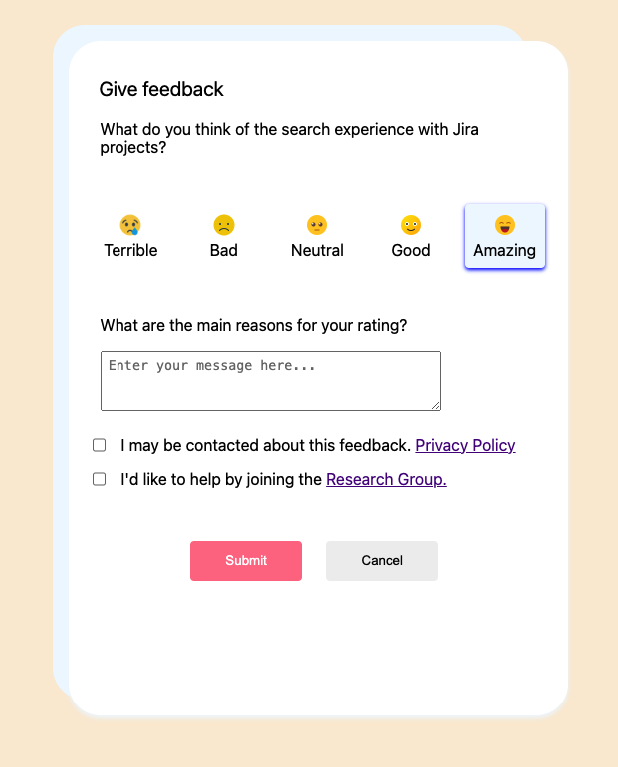 Give feedback
What do you think of the search experience with Jira
projects?
Terrible Bad Neutral Good Amazing
What are the main reasons for your rating?
Enter your message here...
I may be contacted about this feedback. Privacy Policy
I'd like to help by joining the Research Group.
Submit Cancel